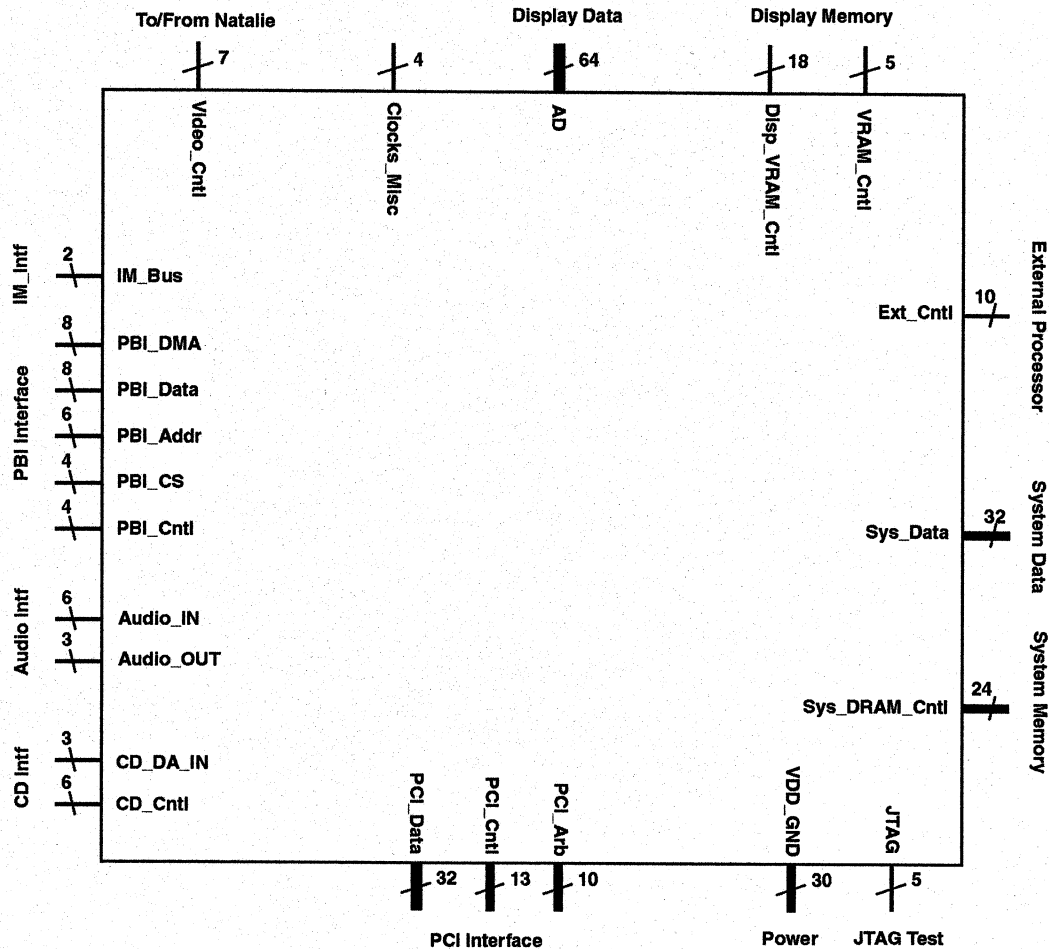 To/From Natalie
Display Data
Display Memory
7
4
64
18
5
Video_Cntl
Clocks_Misc
AD
Disp_VRAM_Cntl
VRAM_Cntl
IM_Intf
2
IM_Bus
PBI Interface
8
PBI_DMA
8
PBI_Data
6
PBI_Addr
4
PBI_CS
4
PBI_Cntl
Audio Intf
6
Audio_IN
3
Audio_OUT
CD Intf
3
CD_DA_IN
6
CD_Cntl
External Processor
10
Ext_Cntl
System Data
32
Sys_Data
System Memory
24
Sys_DRAM_Cntl
PCI_Data
PCI_Cntl
PCI_Arb
VDD_GND
JTAG
32
13
10
30
5
PCI Interface
Power
JTAG Test